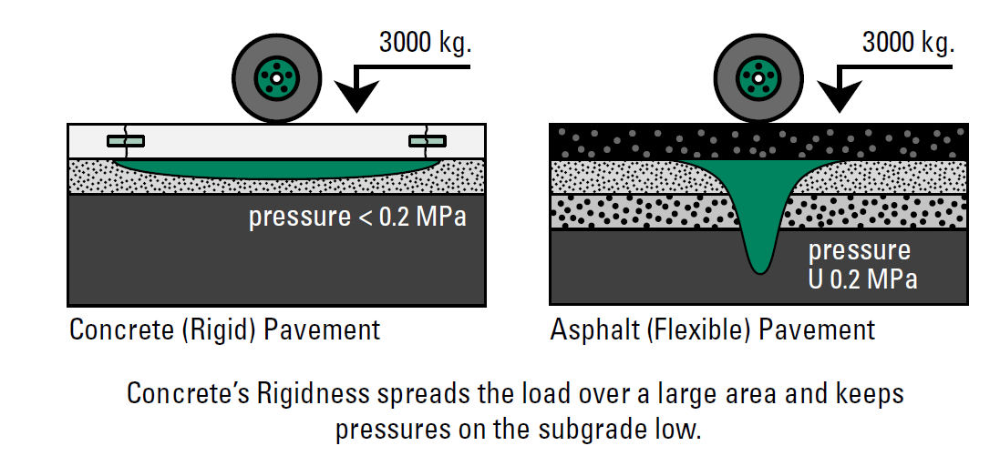 3000 kg.
3000 kg.
pressure < 0.2 MPa
pressure
U 0.2 MPa
Concrete (Rigid) Pavement
Asphalt (Flexible) Pavement
Concrete’s Rigidness spreads the load over a large area and keeps
pressures on the subgrade low.